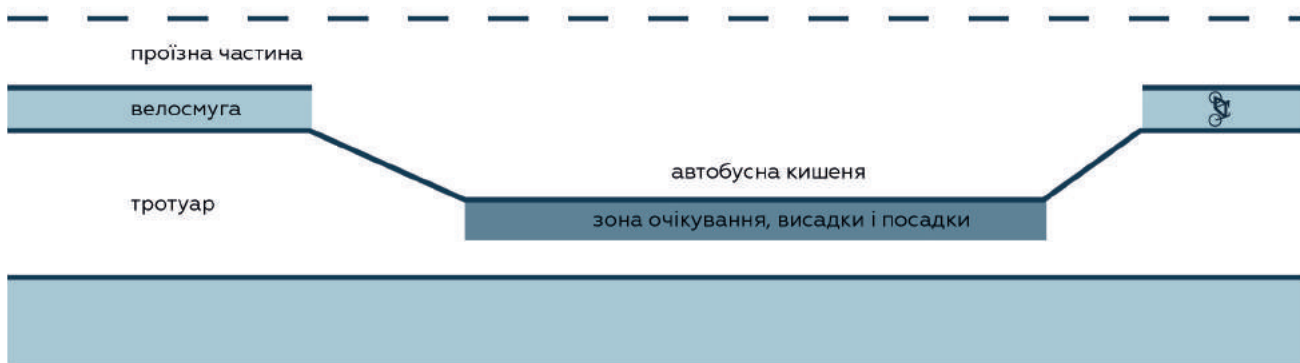 проїзна частина
велосмуга
автобусна кишеня
тротуар
зона очікування, висадки і посадки